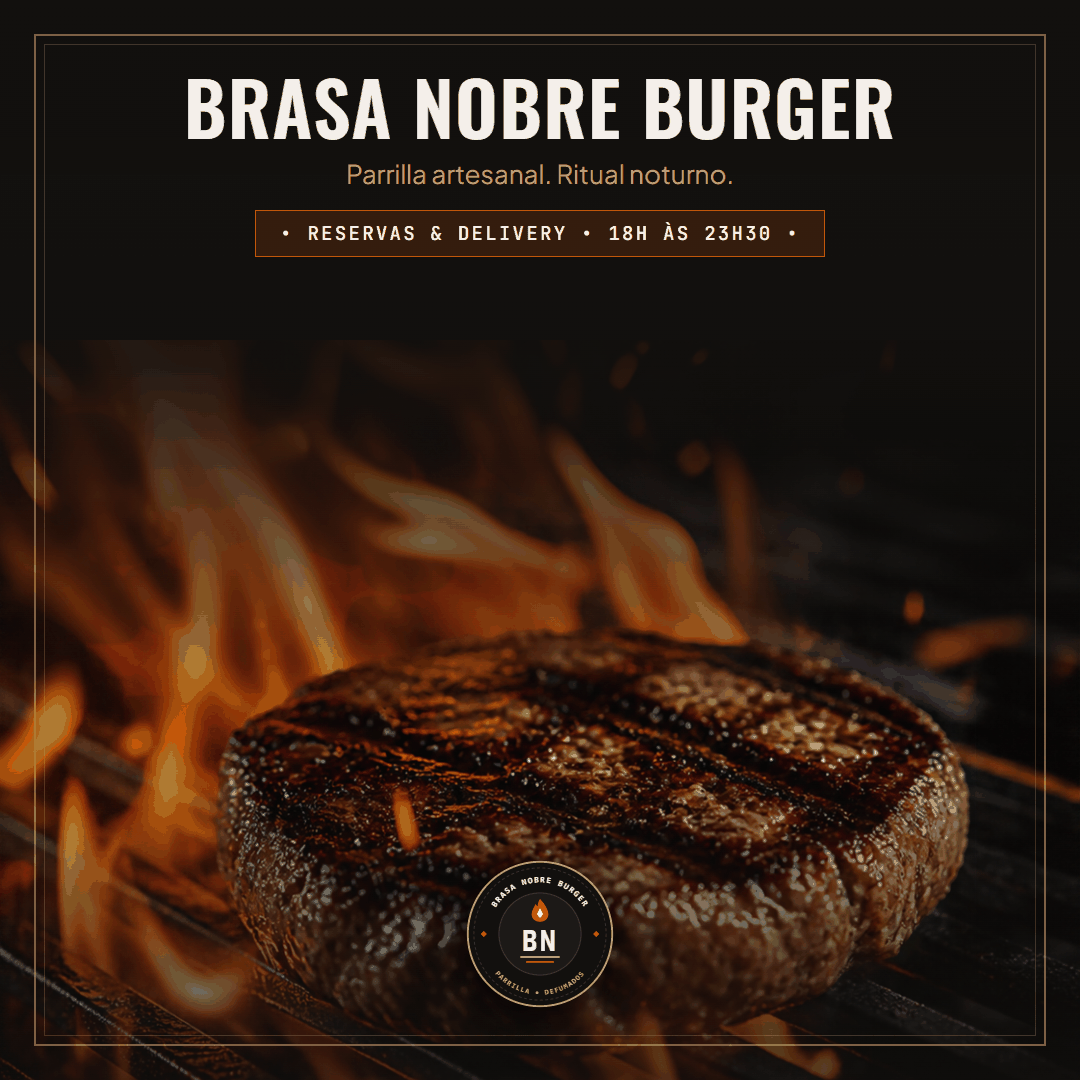 BRASA NOBRE BURGER
Parrilla artesanal. Ritual noturno.
• RESERVAS & DELIVERY • 18H ÀS 23H30 •
BRASA NOBRE BURGER
BN
PARRILLA • DEFUMADOS